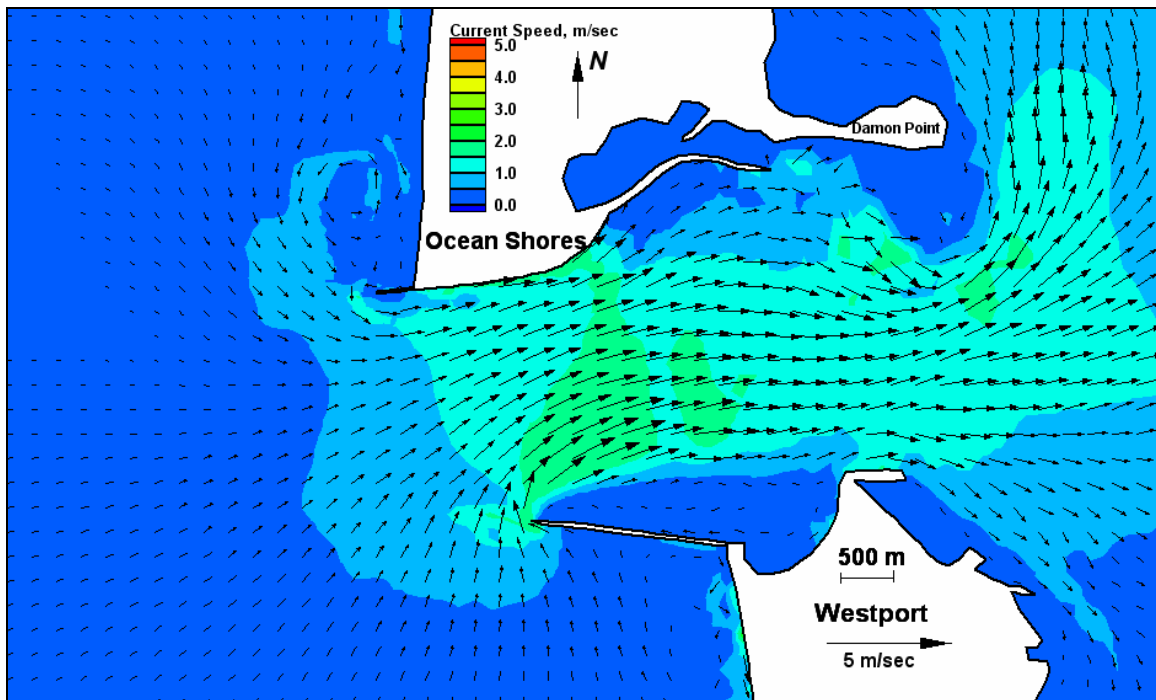 Current Speed, m/sec
5.0
4.0
3.0
2.0
1.0
0.0
N
Damon Point
Ocean Shores
500 m
Westport
5 m/sec